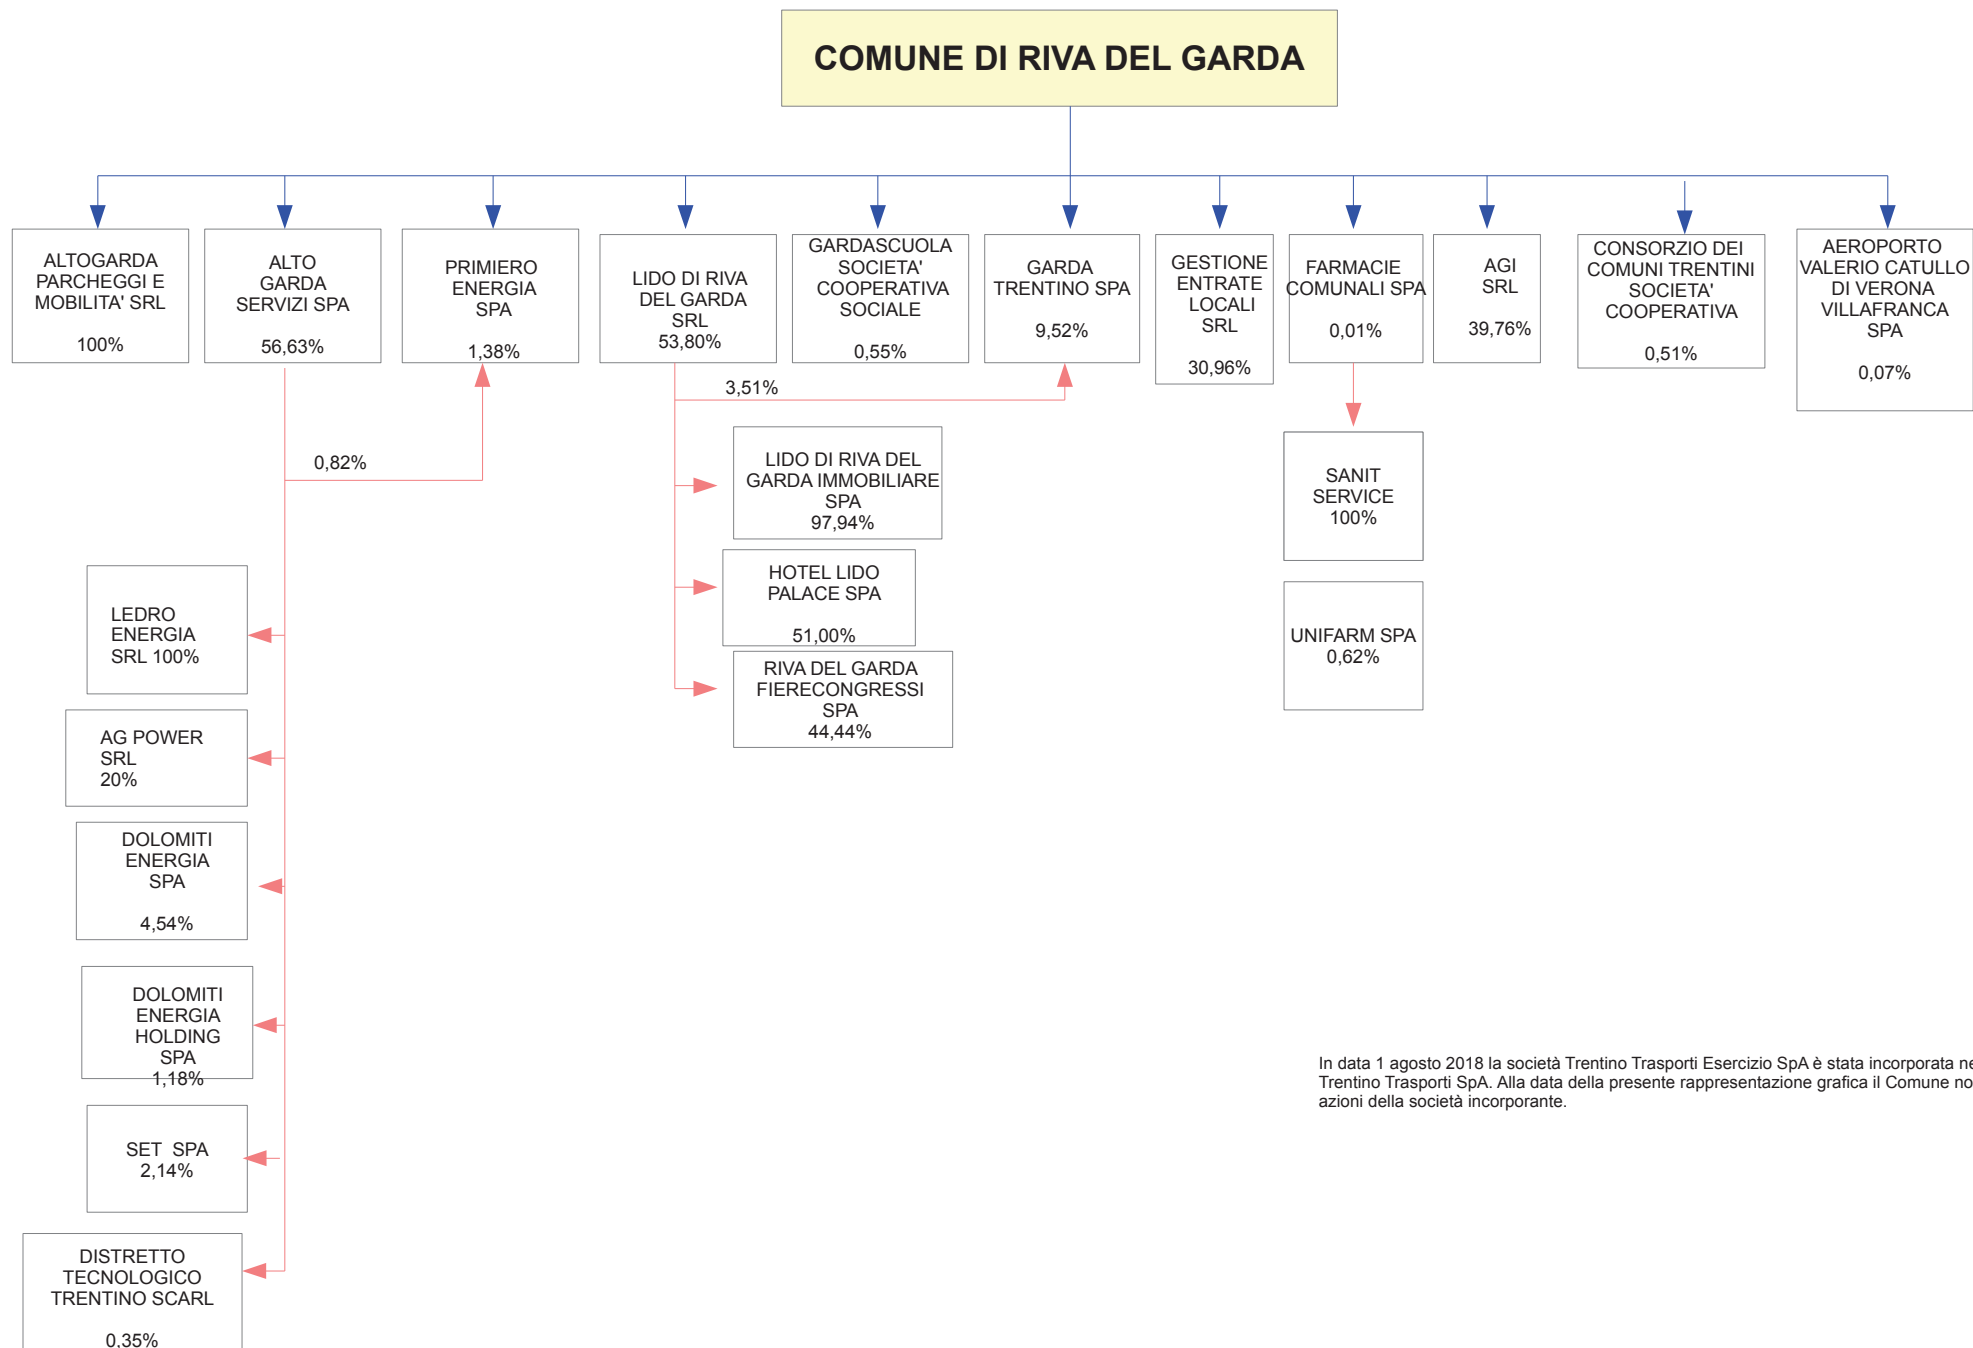 COMUNE DI RIVA DEL GARDA
ALTOGARDA
PARCHEGGI E
MOBILITA' SRL
100%
ALTO
GARDA
SERVIZI SPA
56,63%
PRIMIERO
ENERGIA
SPA
1,38%
LIDO DI RIVA
DEL GARDA
SRL
53,80%
GARDASCUOLA
SOCIETA'
COOPERATIVA
SOCIALE
0,55%
GARDA
TRENTINO SPA
9,52%
GESTIONE
ENTRATE
LOCALI
SRL
30,96%
FARMACIE
COMUNALI SPA
0,01%
AGI
SRL
39,76%
CONSORZIO DEI
COMUNI TRENTINI
SOCIETA'
COOPERATIVA
0,51%
AEROPORTO
VALERIO CATULLO
DI VERONA
VILLAFRANCA
SPA
0,07%
3,51%
0,82%
LIDO DI RIVA DEL
GARDA IMMOBILIARE
SPA
97,94%
HOTEL LIDO
PALACE SPA
51,00%
RIVA DEL GARDA
FIERECONGRESSI
SPA
44,44%
SANIT
SERVICE
100%
UNIFARM SPA
0,62%
LEDRO
ENERGIA
SRL 100%
AG POWER
SRL
20%
DOLOMITI
ENERGIA
SPA
4,54%
DOLOMITI
ENERGIA
HOLDING
SPA
1,18%
SET SPA
2,14%
DISTRETTO
TECNOLOGICO
TRENTINO SCARL
0,35%
In data 1 agosto 2018 la società Trentino Trasporti Esercizio SpA è stata incorporata ne
Trentino Trasporti SpA. Alla data della presente rappresentazione grafica il Comune no
azioni della società incorporante.